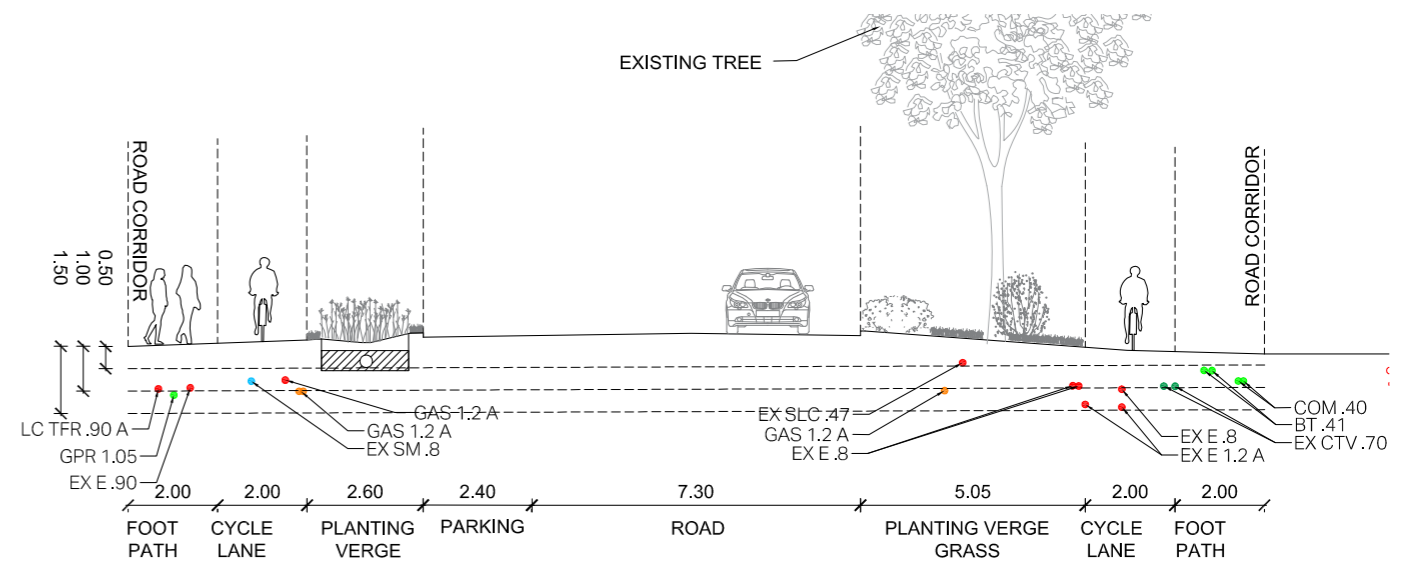 EXISTING TREE
ROAD CORRIDOR
ROAD CORRIDOR
0.50
1.00
1.50
LC TFR .90 A
GPR 1.05
EX E .90
GAS 1.2 A
GAS 1.2 A
EX SM .8
EX SLC .47
GAS 1.2 A
EX E .8
EX E .8
EX E 1.2 A
COM .40
BT .41
EX CTV .70
2.00 2.00 2.60 2.40 7.30 5.05 2.00 2.00
FOOT CYCLE PLANTING PARKING ROAD PLANTING VERGE CYCLE FOOT
PATH LANE VERGE GRASS LANE PATH